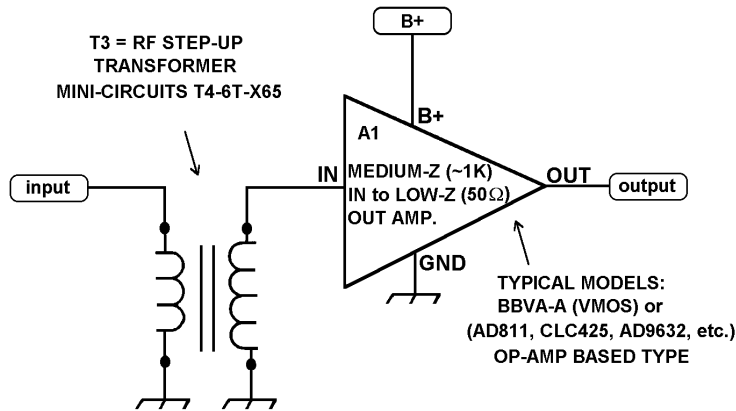 B+
T3 = RF STEP-UP
TRANSFORMER
MINI-CIRCUITS T4-6T-X65
B+
A1
input
IN
MEDIUM-Z (~1K)
IN to LOW-Z (50Ω)
OUT AMP.
OUT
output
GND
TYPICAL MODELS:
BBVA-A (VMOS) or
(AD811, CLC425, AD9632, etc.)
OP-AMP BASED TYPE